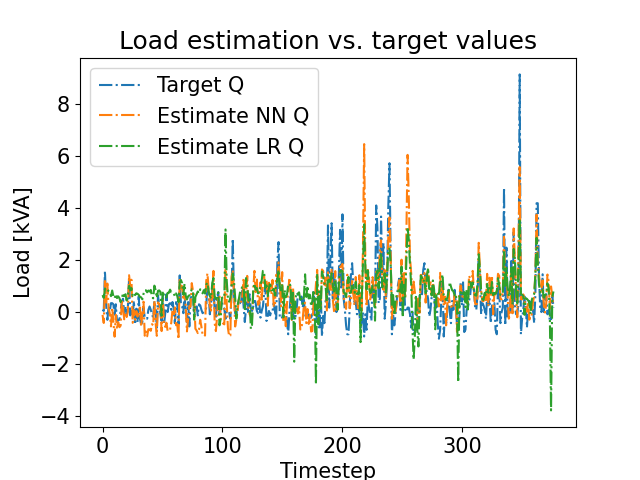 Load estimation vs. target values
Target Q
Estimate NN Q
Estimate LR Q
Load [kVA]
8
6
4
2
0
−2
−4
0 100 200 300
Timestep